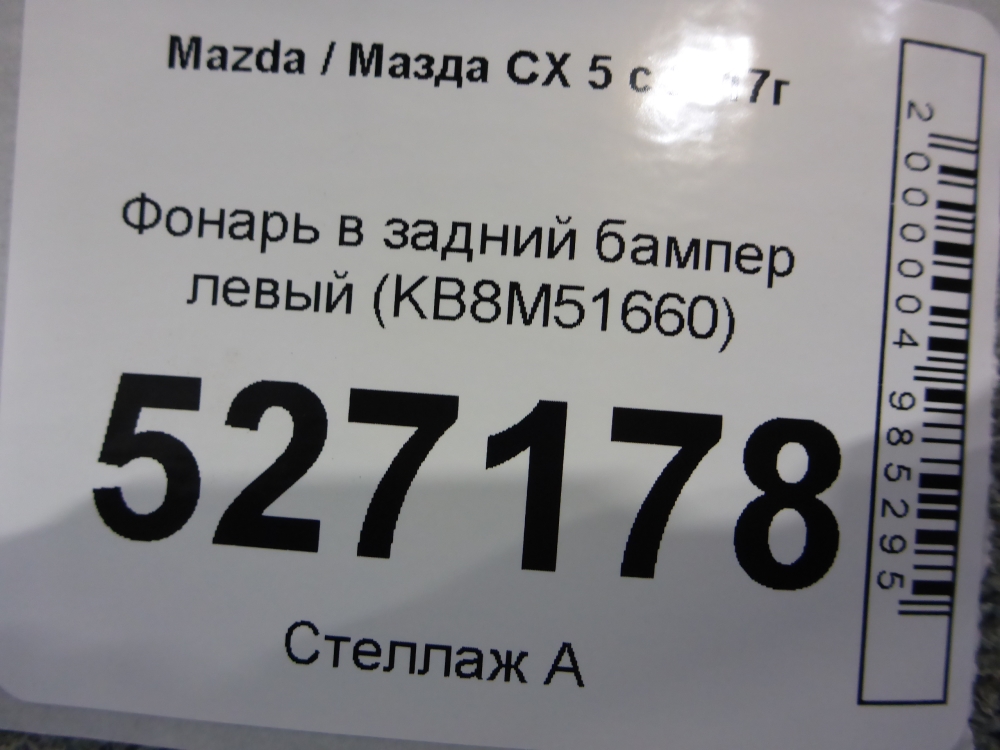 Mazda / Мазда CX 5 с
Фонарь в задний бампер
левый (KB8M51660)
527178
Стеллаж А
2000004985295